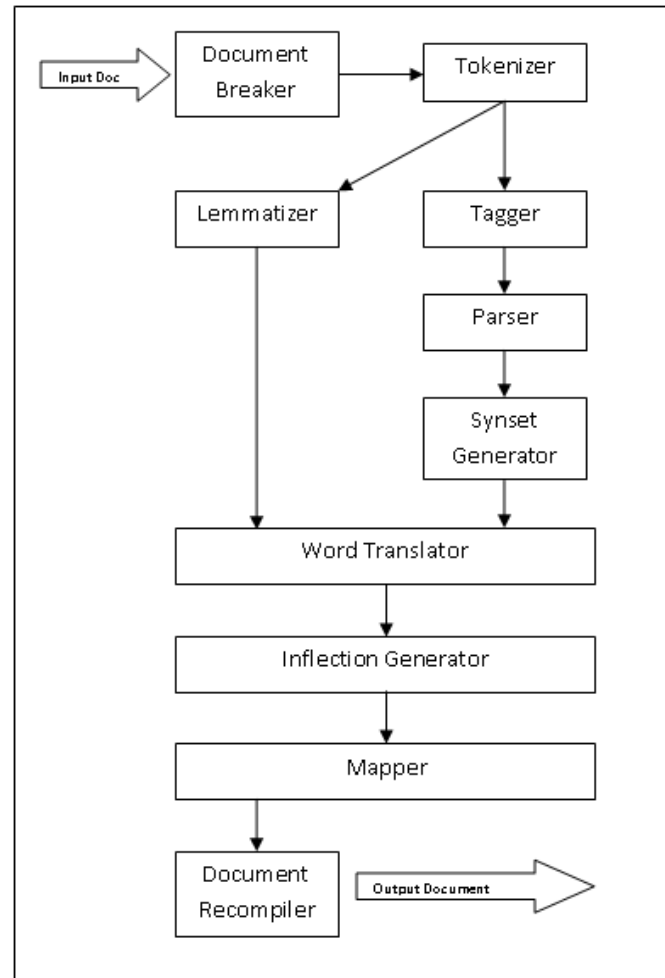 Input Doc
Document
Breaker
Tokenizer
Lemmatizer
Tagger
Parser
Synset
Generator
Word Translator
Inflection Generator
Mapper
Document
Recompiler
Output Document